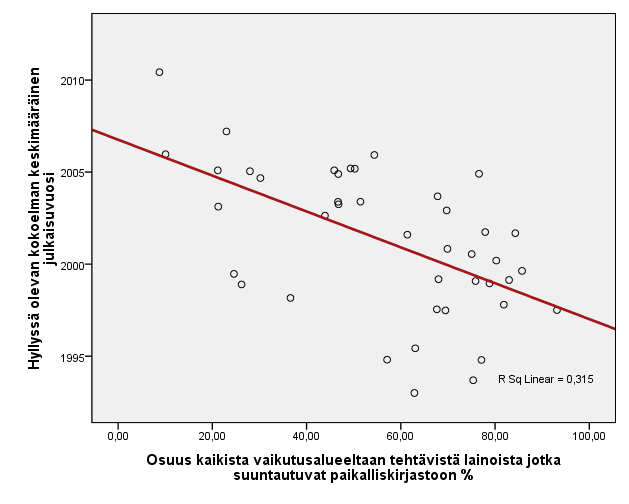 Hyllyssä olevan kokoelman keskimääräinen
julkaisuvuosi
2010
2005
2000
1995
R Sq Linear = 0,315
0,00 20,00 40,00 60,00 80,00 100,00
Osuus kaikista vaikutusalueeltaan tehtävistä lainoista jotka
suuntautuvat paikalliskirjastoon %